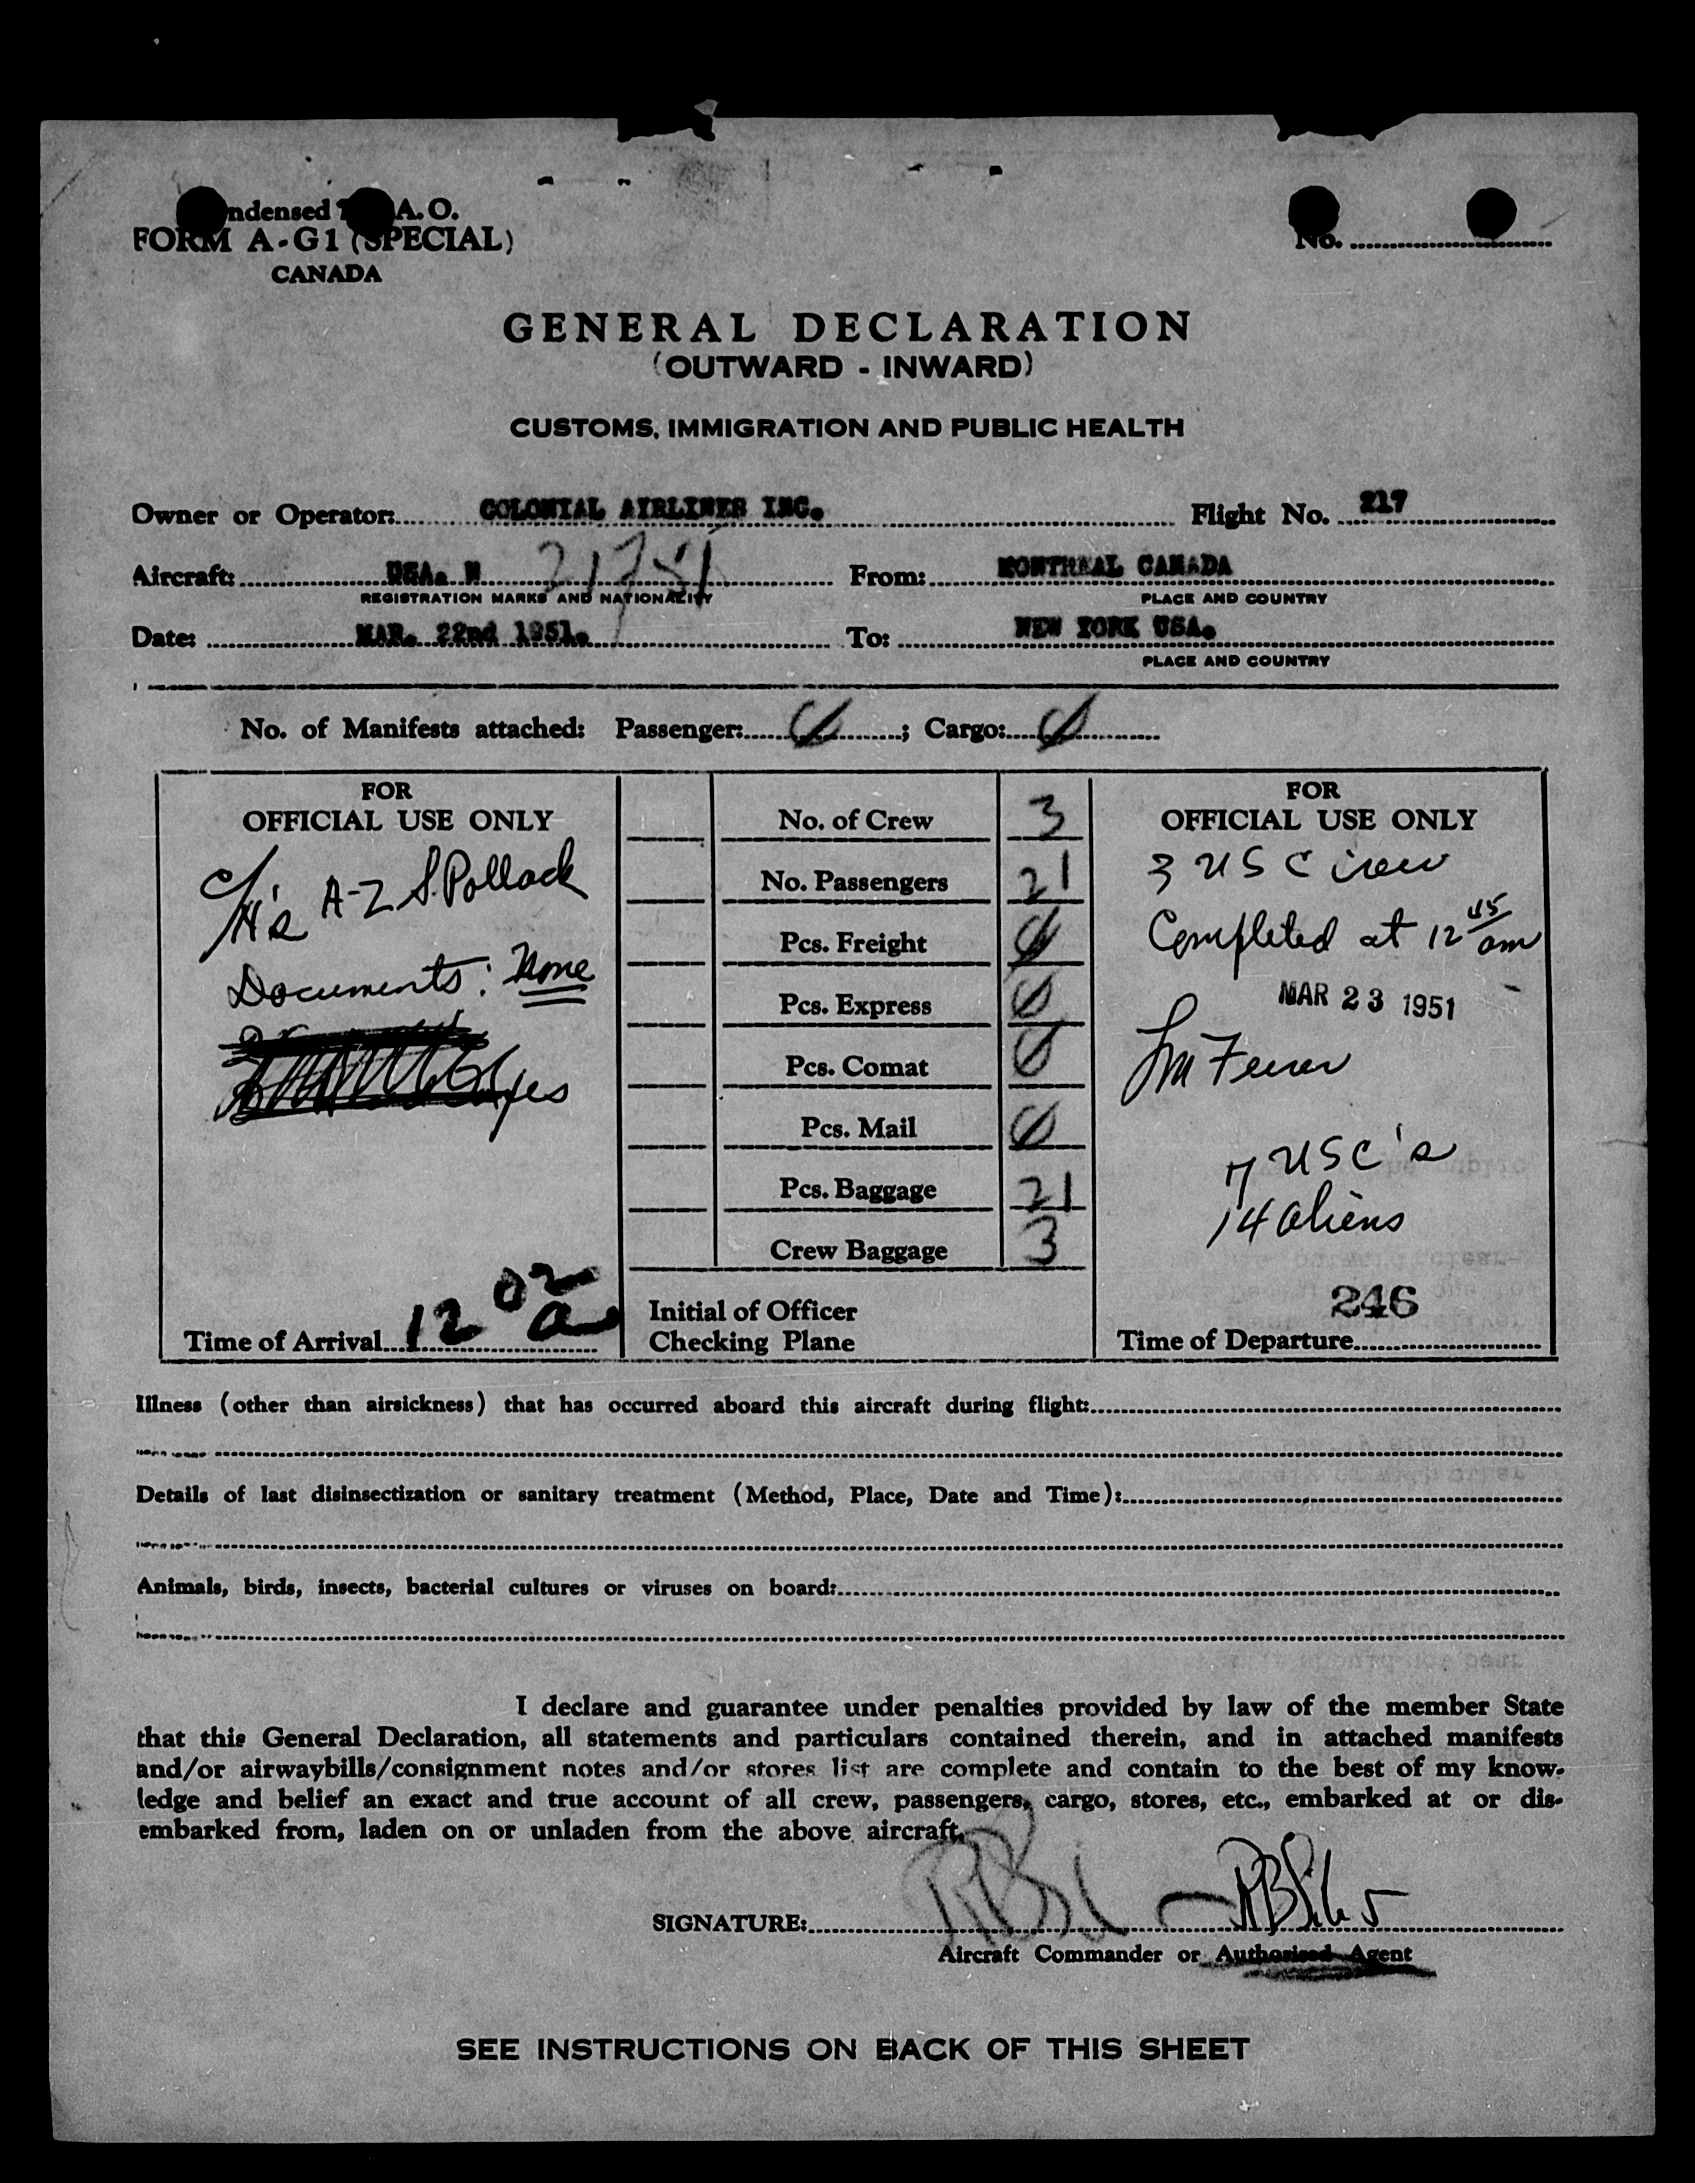 ndensed A. O.
FORM A-G1 (SPECIAL)
CANADA
No.
GENERAL DECLARATION
(OUTWARD - INWARD)
CUSTOMS, IMMIGRATION AND PUBLIC HEALTH
Owner or Operator: COLONIAL AIRLINES INC. Flight No. 217
Aircraft: USA. N 21751 From: MONTREAL CANADA
REGISTRATION MARKS AND NATIONALITY PLACE AND COUNTRY
Date: MAR. 22nd 1951. To: NEW YORK USA.
PLACE AND COUNTRY
No. of Manifests attached: Passenger: 0; Cargo: 0
FOR
OFFICIAL USE ONLY
c/H's A-Z S. Pollack
Documents: None
Time of Arrival 12 02 a
No. of Crew 3
No. Passengers 21
Pcs. Freight 0
Pcs. Express 0
Pcs. Comat 0
Pcs. Mail 0
Pcs. Baggage 21
Crew Baggage 3
Initial of Officer
Checking Plane
FOR
OFFICIAL USE ONLY
3 USC crew
Completed at 12 45 am
MAR 23 1951
7 USC's
14 aliens
246
Time of Departure
Illness (other than airsickness) that has occurred aboard this aircraft during flight:
Details of last disinsectization or sanitary treatment (Method, Place, Date and Time):
Animals, birds, insects, bacterial cultures or viruses on board:
I declare and guarantee under penalties provided by law of the member State
that this General Declaration, all statements and particulars contained therein, and in attached manifests
and/or airwaybills/consignment notes and/or stores list are complete and contain to the best of my know-
ledge and belief an exact and true account of all crew, passengers, cargo, stores, etc., embarked at or dis-
embarked from, laden on or unladen from the above aircraft.
SIGNATURE:
Aircraft Commander or Authorised Agent
SEE INSTRUCTIONS ON BACK OF THIS SHEET